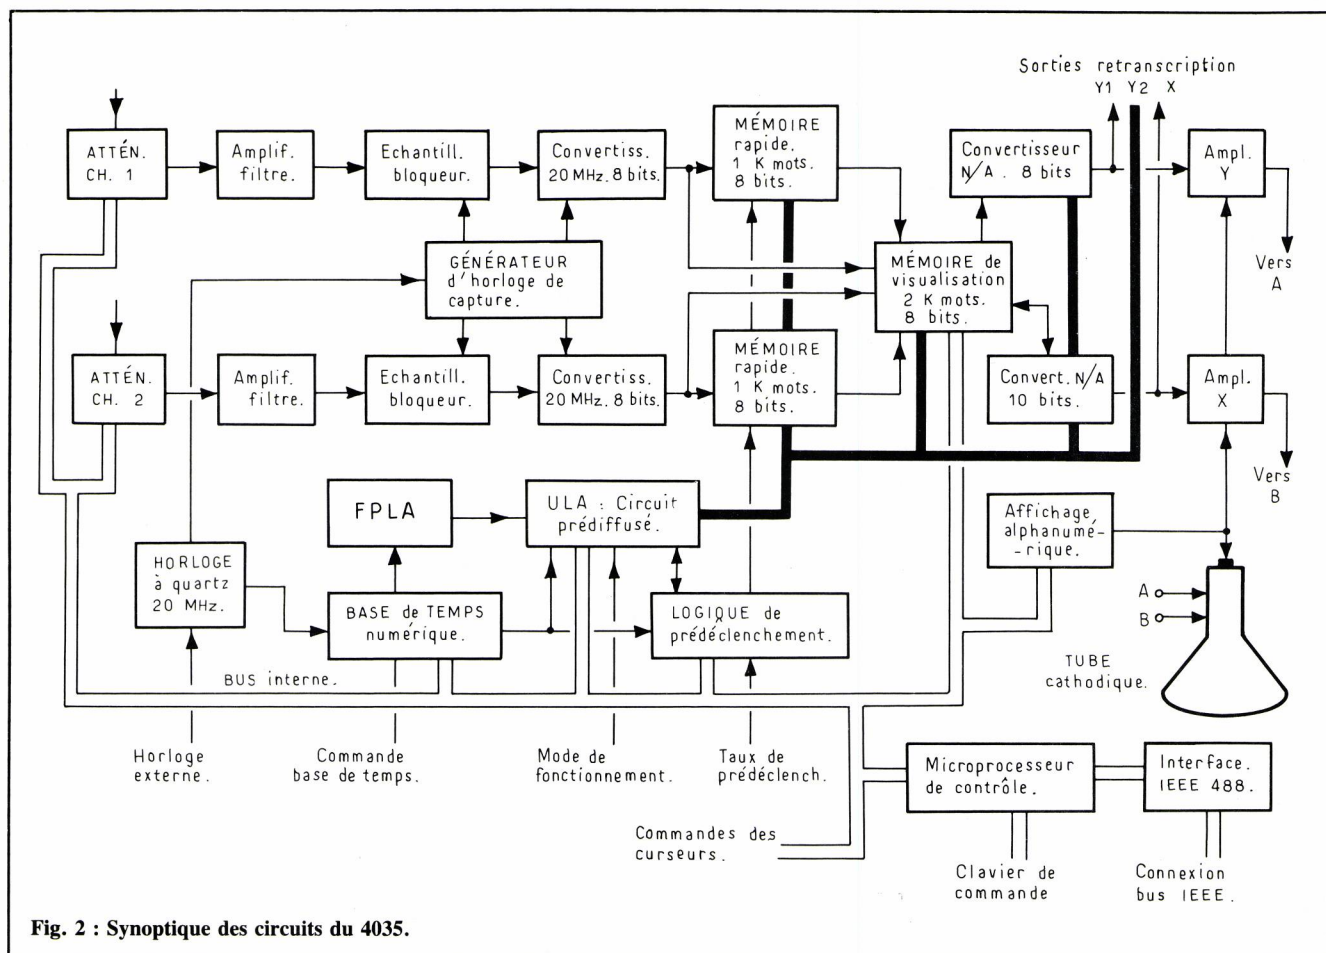 Sorties retranscription
Y1 Y2 X
ATTÉN.
CH. 1
Amplif.
filtre.
Echantill.
bloqueur.
Convertiss.
20 MHz. 8 bits.
MÉMOIRE
rapide.
1 K mots.
8 bits.
Convertisseur
N/A . 8 bits
Ampl.
Y
GÉNÉRATEUR
d'horloge de
capture.
MÉMOIRE de
visualisation
2 K mots.
8 bits.
Vers
A
ATTÉN.
CH. 2
Amplif.
filtre.
Echantill.
bloqueur.
Convertiss.
20 MHz. 8 bits.
MÉMOIRE
rapide.
1 K mots.
8 bits.
Convert. N/A
10 bits.
Ampl.
X
Vers
B
FPLA
ULA : Circuit
prédiffusé.
Affichage
alphanumé-
-rique.
HORLOGE
à quartz
20 MHz.
BASE de TEMPS
numérique.
LOGIQUE de
prédéclenchement.
A
B
TUBE
cathodique.
BUS interne.
Horloge
externe.
Commande
base de temps.
Mode de
fonctionnement.
Taux de
prédéclench.
Microprocesseur
de contrôle.
Interface.
IEEE 488.
Commandes des
curseurs.
Clavier de
commande
Connexion
bus IEEE.
Fig. 2 : Synoptique des circuits du 4035.